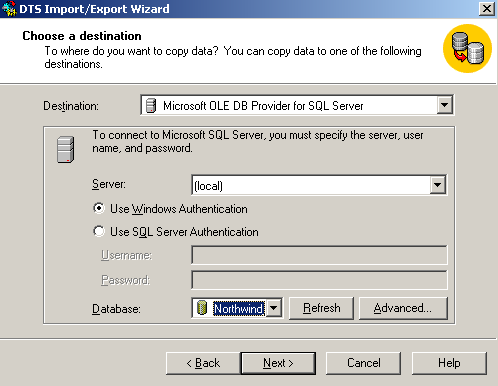 DTS Import/Export Wizard
Choose a destination
To where do you want to copy data? You can copy data to one of the following
destinations.
Destination: Microsoft OLE DB Provider for SQL Server
To connect to Microsoft SQL Server, you must specify the server, user
name, and password.
Server: (local)
Use Windows Authentication
Use SQL Server Authentication
Username:
Password:
Database: Northwind Refresh Advanced...
< Back Next > Cancel Help